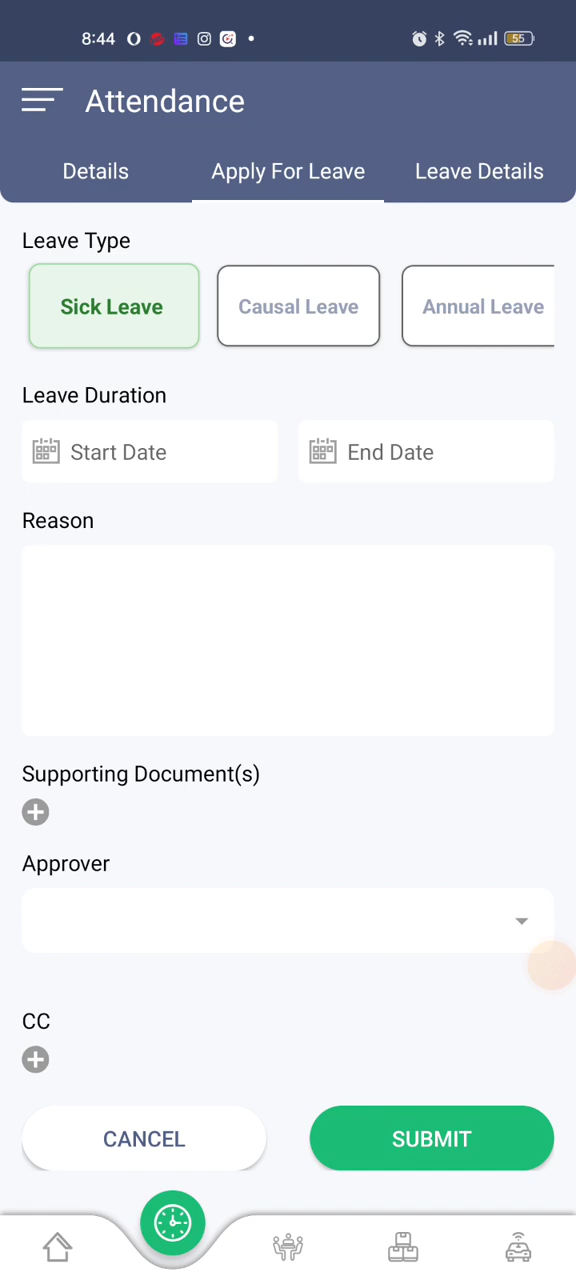 8:44
55
Attendance
Details Apply For Leave Leave Details
Leave Type
Sick Leave Causal Leave Annual Leave
Leave Duration
Start Date End Date
Reason
Supporting Document(s)
Approver
CC
CANCEL SUBMIT